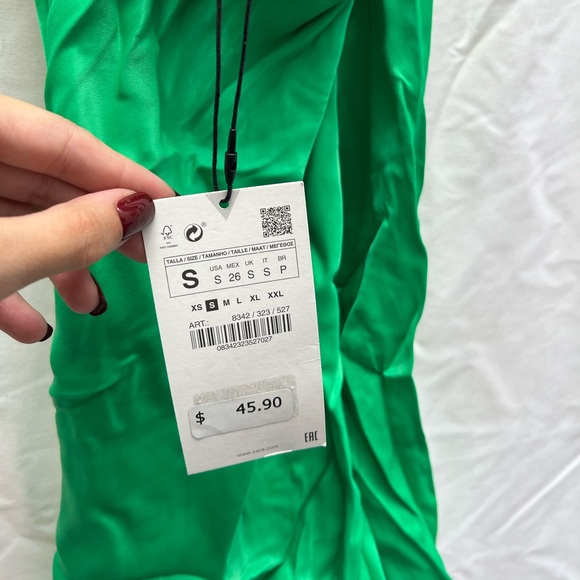 FSC
TALLA / SIZE / TAMANHO / TAILLE / MAAT / ΜΕΓΕΘΟΣ
S
USA MEX UK IT BR
S 26 S S P
XS S M L XL XXL
ART.: 8342 / 323 / 527
08342323527027
$ 45.90
www.zara.com
EAC